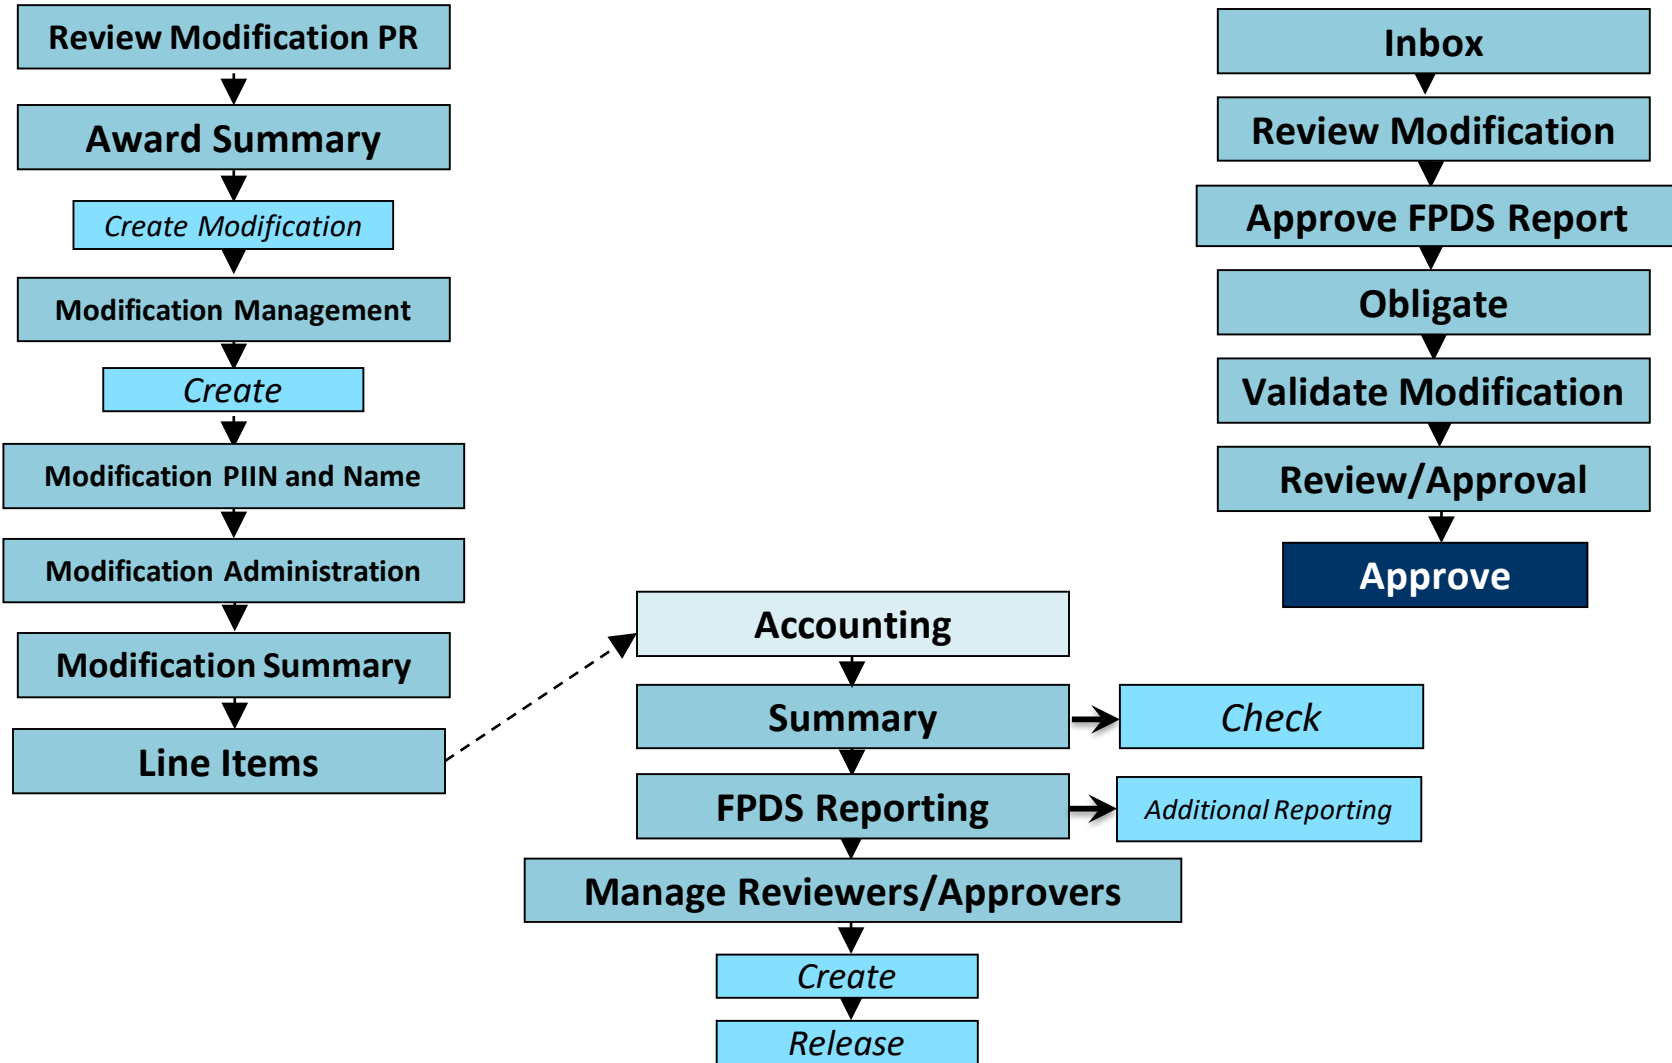 Review Modification PR
Award Summary
Create Modification
Modification Management
Create
Modification PIIN and Name
Modification Administration
Modification Summary
Line Items
Accounting
Summary
Check
FPDS Reporting
Additional Reporting
Manage Reviewers/Approvers
Create
Release
Inbox
Review Modification
Approve FPDS Report
Obligate
Validate Modification
Review/Approval
Approve